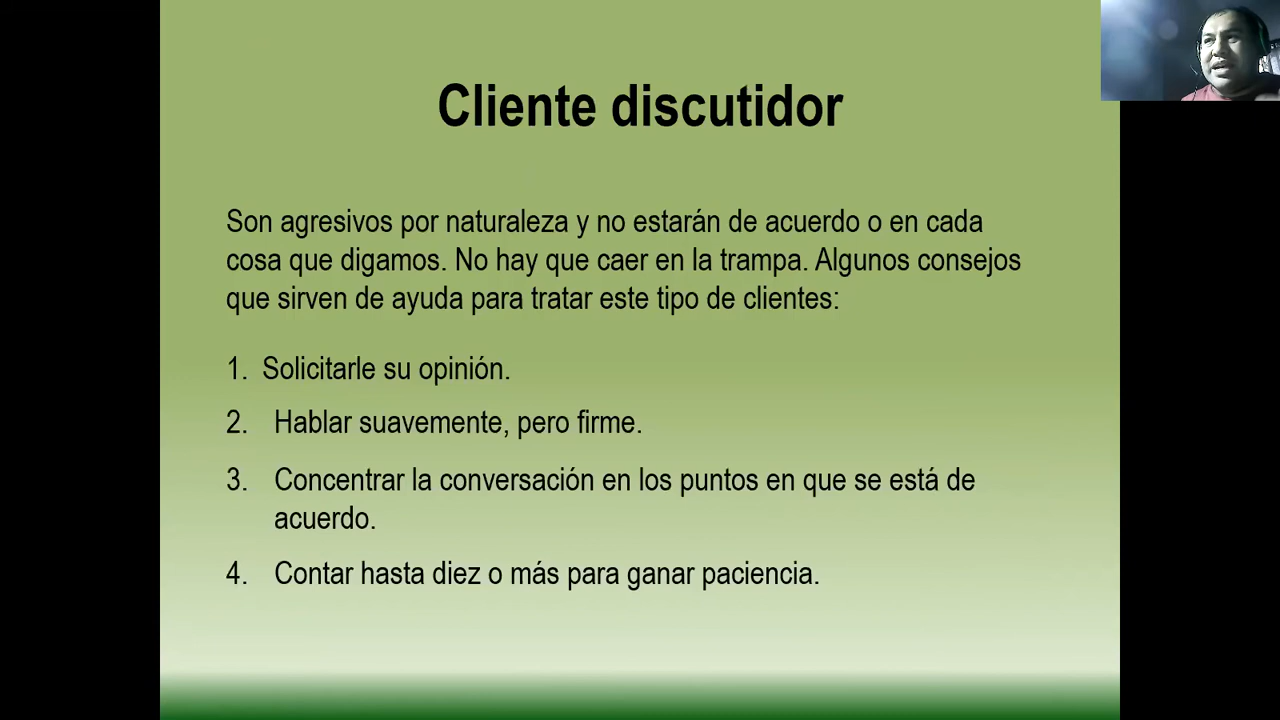 Cliente discutidor
Son agresivos por naturaleza y no estarán de acuerdo o en cada
cosa que digamos. No hay que caer en la trampa. Algunos consejos
que sirven de ayuda para tratar este tipo de clientes:
1. Solicitarle su opinión.
2. Hablar suavemente, pero firme.
3. Concentrar la conversación en los puntos en que se está de
acuerdo.
4. Contar hasta diez o más para ganar paciencia.